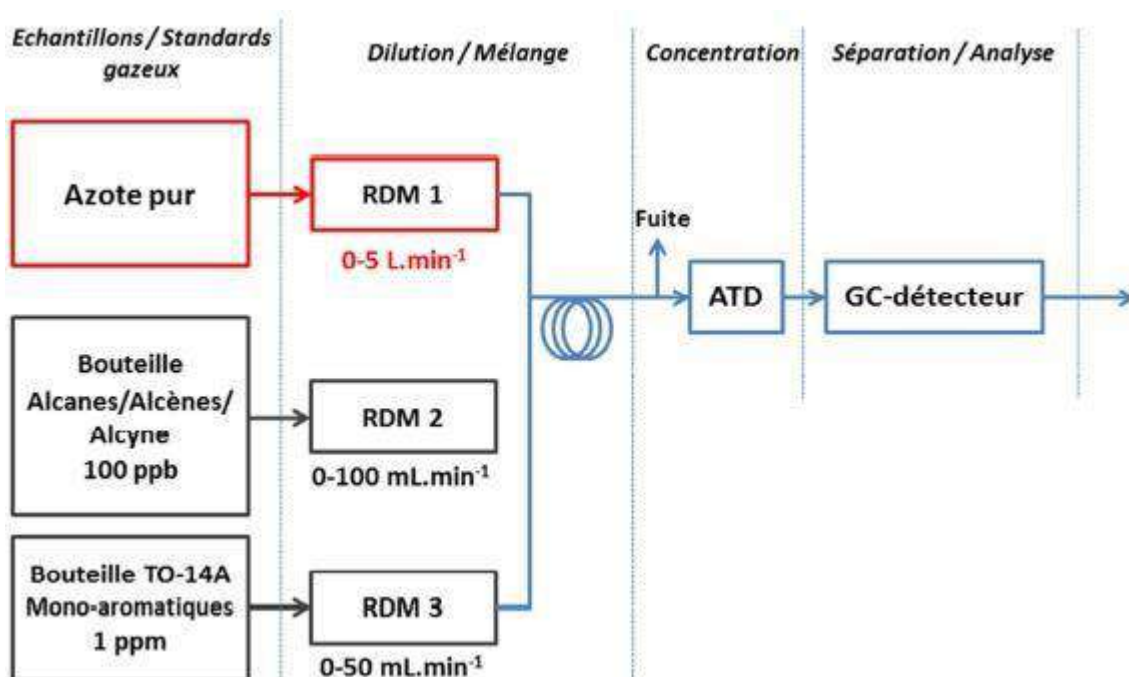 Echantillons / Standards
gazeux
Dilution / Mélange
Concentration
Séparation / Analyse
Azote pur
RDM 1
0-5 L.min⁻¹
Fuite
ATD
GC-détecteur
Bouteille
Alcanes/Alcènes/
Alcyne
100 ppb
RDM 2
0-100 mL.min⁻¹
Bouteille TO-14A
Mono-aromatiques
1 ppm
RDM 3
0-50 mL.min⁻¹